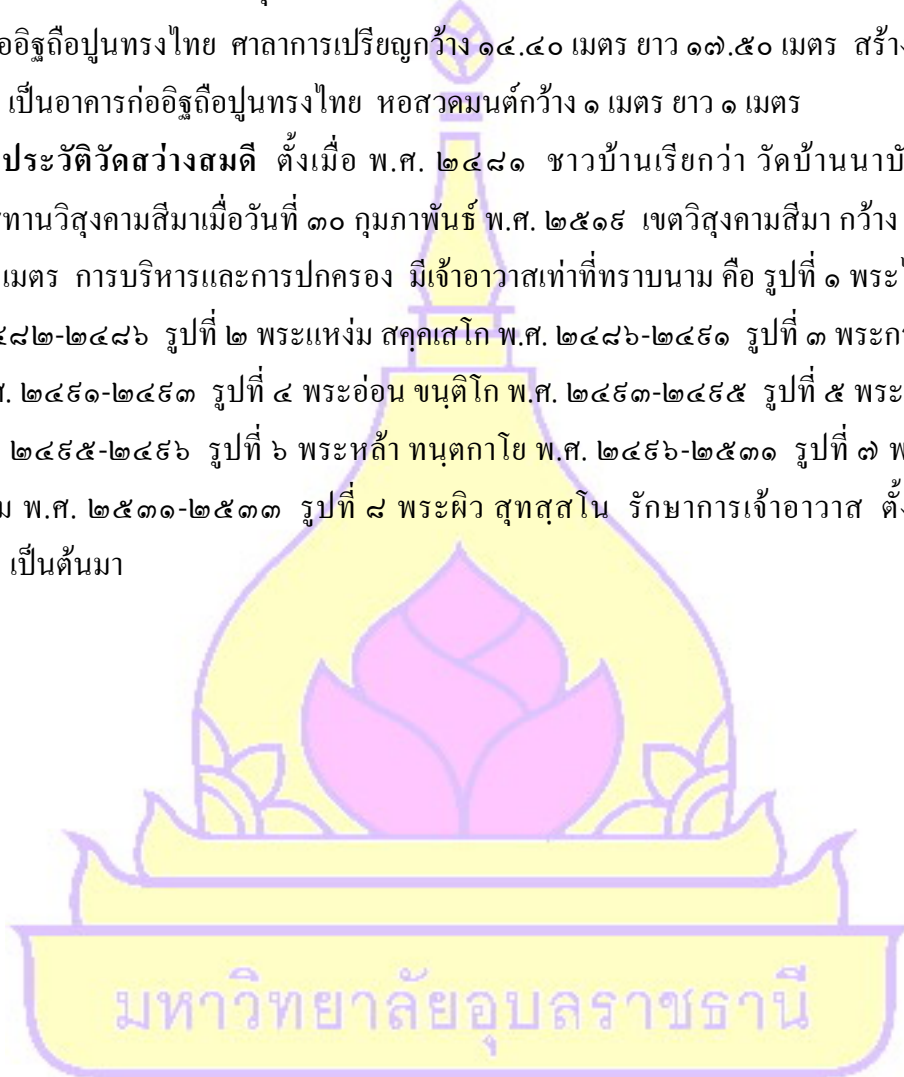 ออิฐถือปูนทรงไทย ศาลาการเปรียญกว้าง ๑๔.๔๐ เมตร ยาว ๑๗.๕๐ เมตร สร้าง
เป็นอาคารก่ออิฐถือปูนทรงไทย หอสวดมนต์กว้าง ๑ เมตร ยาว ๑ เมตร
ประวัติวัดสว่างสมดี ตั้งเมื่อ พ.ศ. ๒๔๘๑ ชาวบ้านเรียกว่า วัดบ้านนาบั
ทานวิสุงคามสีมาเมื่อวันที่ ๓๐ กุมภาพันธ์ พ.ศ. ๒๕๑๙ เขตวิสุงคามสีมา กว้าง
เมตร การบริหารและการปกครอง มีเจ้าอาวาสเท่าที่ทราบนาม คือ รูปที่ ๑ พระ
๔๘๒-๒๔๘๖ รูปที่ ๒ พระแหง่ม สคฺคเสโก พ.ศ. ๒๔๘๖-๒๔๙๑ รูปที่ ๓ พระ
ศ. ๒๔๙๑-๒๔๙๓ รูปที่ ๔ พระอ่อน ขนฺติโก พ.ศ. ๒๔๙๓-๒๔๙๕ รูปที่ ๕ พระ
๒๔๙๕-๒๔๙๖ รูปที่ ๖ พระหล้า ทนฺตกาโย พ.ศ. ๒๔๙๖-๒๕๓๑ รูปที่ ๗ พ
ม พ.ศ. ๒๕๓๑-๒๕๓๓ รูปที่ ๘ พระผิว สุทสฺสโน รักษาการเจ้าอาวาส ตั้ง
เป็นต้นมา
มหาวิทยาลัยอุบลราชธานี